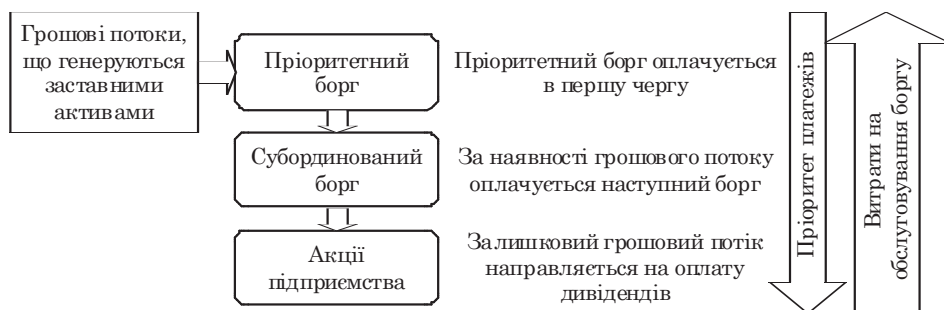 Грошові потоки,
що генеруються
заставними
активами
Пріоритетний
борг
Пріоритетний борг оплачується
в першу чергу
Субординований
борг
За наявності грошового потоку
оплачується наступний борг
Акції
підприємства
Залишковий грошовий потік
направляється на оплату
дивідендів
Пріоритет платежів
Витрати на
обслуговування боргу